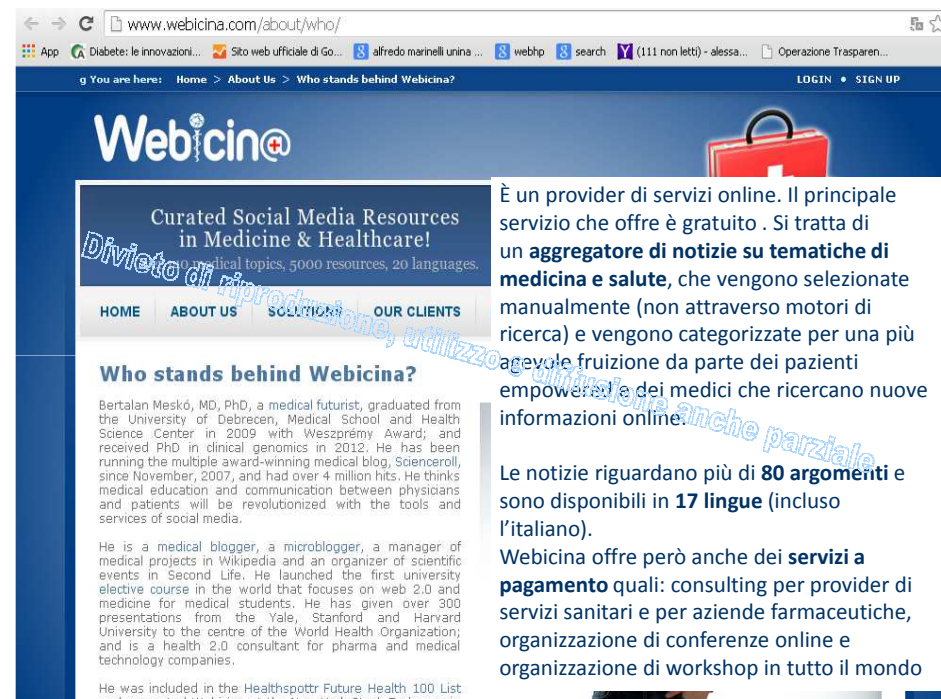 www.webicina.com/about/who/
App Diabete: le innovazioni... Sito web ufficiale di Go... alfredo marinelli unina ... webhp search (111 non letti) - alessa... Operazione Trasparen...
g You are here: Home > About Us > Who stands behind Webicina?
LOGIN • SIGN UP
Webicin@
Curated Social Media Resources
in Medicine & Healthcare!
medical topics, 5000 resources, 20 languages.
HOME ABOUT US SOLUTIONS OUR CLIENTS
Who stands behind Webicina?
Bertalan Meskó, MD, PhD, a medical futurist, graduated from
the University of Debrecen, Medical School and Health
Science Center in 2009 with Weszprémy Award; and
received PhD in clinical genomics in 2012. He has been
running the multiple award-winning medical blog, Scienceroll,
since November, 2007, and had over 4 million hits. He thinks
medical education and communication between physicians
and patients will be revolutionized with the tools and
services of social media.
He is a medical blogger, a microblogger, a manager of
medical projects in Wikipedia and an organizer of scientific
events in Second Life. He launched the first university
elective course in the world that focuses on web 2.0 and
medicine for medical students. He has given over 300
presentations from the Yale, Stanford and Harvard
University to the centre of the World Health Organization;
and is a health 2.0 consultant for pharma and medical
technology companies.
He was included in the Healthspottr Future Health 100 List
È un provider di servizi online. Il principale
servizio che offre è gratuito . Si tratta di
un aggregatore di notizie su tematiche di
medicina e salute, che vengono selezionate
manualmente (non attraverso motori di
ricerca) e vengono categorizzate per una più
agevole fruizione da parte dei pazienti
empowered e dei medici che ricercano nuove
informazioni online.
Le notizie riguardano più di 80 argomenti e
sono disponibili in 17 lingue (incluso
l'italiano).
Webicina offre però anche dei servizi a
pagamento quali: consulting per provider di
servizi sanitari e per aziende farmaceutiche,
organizzazione di conferenze online e
organizzazione di workshop in tutto il mondo
Divieto di riproduzione, utilizzo e diffusione anche parziale